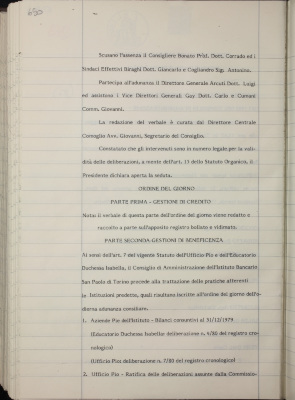 Scusano l'assenza il Consigliere Bonato Prof. Dott. Corrado ed i
Sindaci Effettivi Biraghi Dott. Giancarlo e Cogliandro Sig. Antonino.
Partecipa all'adunanza il Direttore Generale Arcuti Dott. Luigi
ed assistono i Vice Direttori Generali Gay Dott. Carlo e
Comm. Giovanni.
La redazione del verbale è curata dal Direttore Centrale
Consiglio Avv. Giovanni, Segretario del Consiglio.
Constatato che gli intervenuti sono in numero legale per la vali-
dità delle deliberazioni, a mente dell'art. 15 dello Statuto Organico, il
Presidente dichiara aperta la seduta.
ORDINE DEL GIORNO
PARTE PRIMA - GESTIONI DI CREDITO
Nota: il verbale di questa parte dell'ordine del giorno viene redatto e
raccolto a parte sull'apposito registro bollato e vidimato.
PARTE SECONDA-GESTIONI DI BENEFICENZA
Ai sensi dell'art. 7 del vigente Statuto dell'Ufficio Pio e dell'Educatorio
Duchessa Isabella, il Consiglio di Amministrazione dell'Istituto Bancario
San Paolo di Torino procede alla trattazione delle pratiche afferenti
le Istituzioni predette, quali risultano iscritte all'ordine del giorno dell'o-
dierna adunanza consiliare.
1. Aziende Pie dell'Istituto - Bilanci consuntivi al 31/12/1979.
(Educatorio Duchessa Isabella: deliberazione n. 6/80 del registro cro-
nologico)
(Ufficio Pio: deliberazione n. 7/80 del registro cronologico)
2. Ufficio Pio - Ratifica delle deliberazioni assunte dalla Commissio-